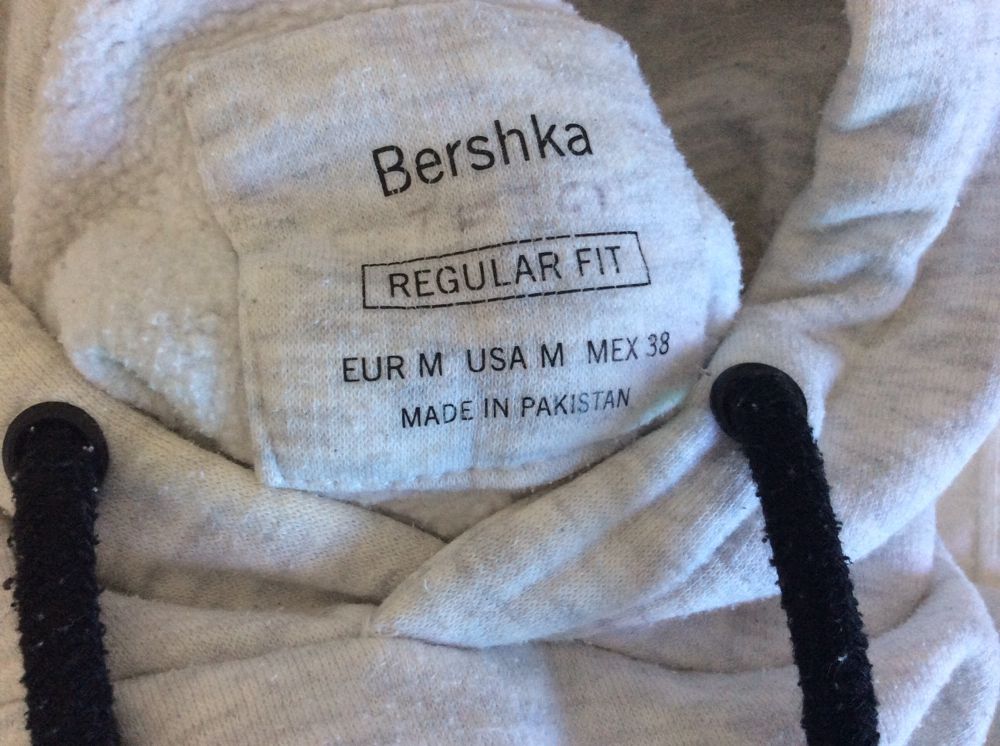 Bershka
REGULAR FIT
EUR M USA M MEX 38
MADE IN PAKISTAN